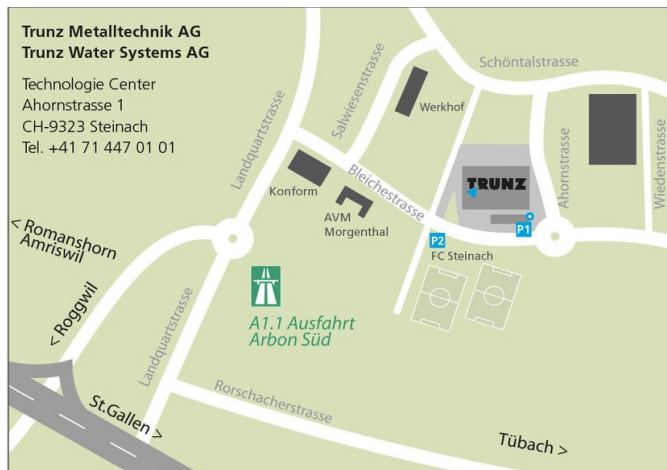 Trunz Metalltechnik AG
Trunz Water Systems AG
Technologie Center
Ahornstrasse 1
CH-9323 Steinach
Tel. +41 71 447 01 01
Landquartstrasse
Salwiesenstrasse
Schöntalstrasse
Werkhof
Bleichestrasse
Konform
AVM
Morgenthal
TRUNZ
Ahornstrasse
Wiedenstrasse
P1
P2
FC Steinach
< Romanshorn
Amriswil
< Roggwil
Landquartstrasse
A1.1 Ausfahrt
Arbon Süd
St.Gallen >
Rorschacherstrasse
Tübach >